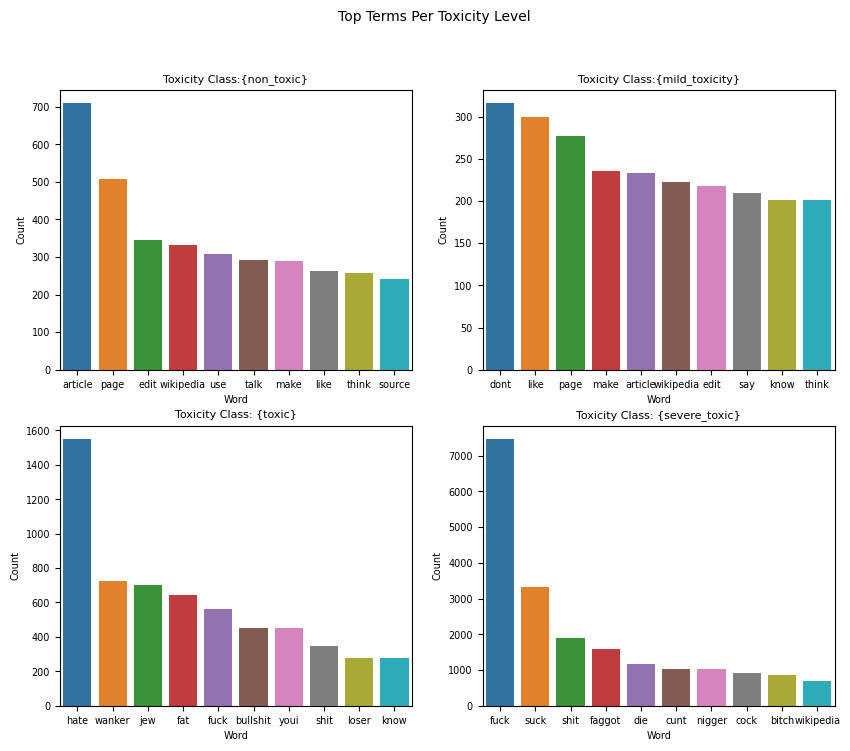 Top Terms Per Toxicity Level
Toxicity Class:{non_toxic}
700
600
500
400
300
200
100
0
Count
article page edit wikipedia use talk make like think source
Word
Toxicity Class:{mild_toxicity}
300
250
200
150
100
50
0
Count
dont like page make article wikipedia edit say know think
Word
Toxicity Class: {toxic}
1600
1400
1200
1000
800
600
400
200
0
Count
hate wanker jew fat fuck bullshit youi shit loser know
Word
Toxicity Class: {severe_toxic}
7000
6000
5000
4000
3000
2000
1000
0
Count
fuck suck shit faggot die cunt nigger cock bitch wikipedia
Word